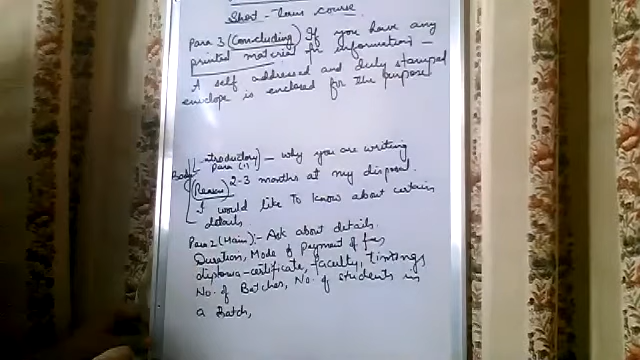 Short-Term Course
Para 3 (Concluding) If you have any
printed material for information -
A self addressed and duly stamped
envelope is enclosed for the purpose.
Introductory) - why you are writing
Para (1)
Body
(Reason) 2-3 months at my disposal.
I would like To know about certain
details
Para 2 (Main):- Ask about details.
Duration, Mode of Payment of fees
diploma-certificate, faculty, Timings
No. of Batches, No. of students in
a Batch,